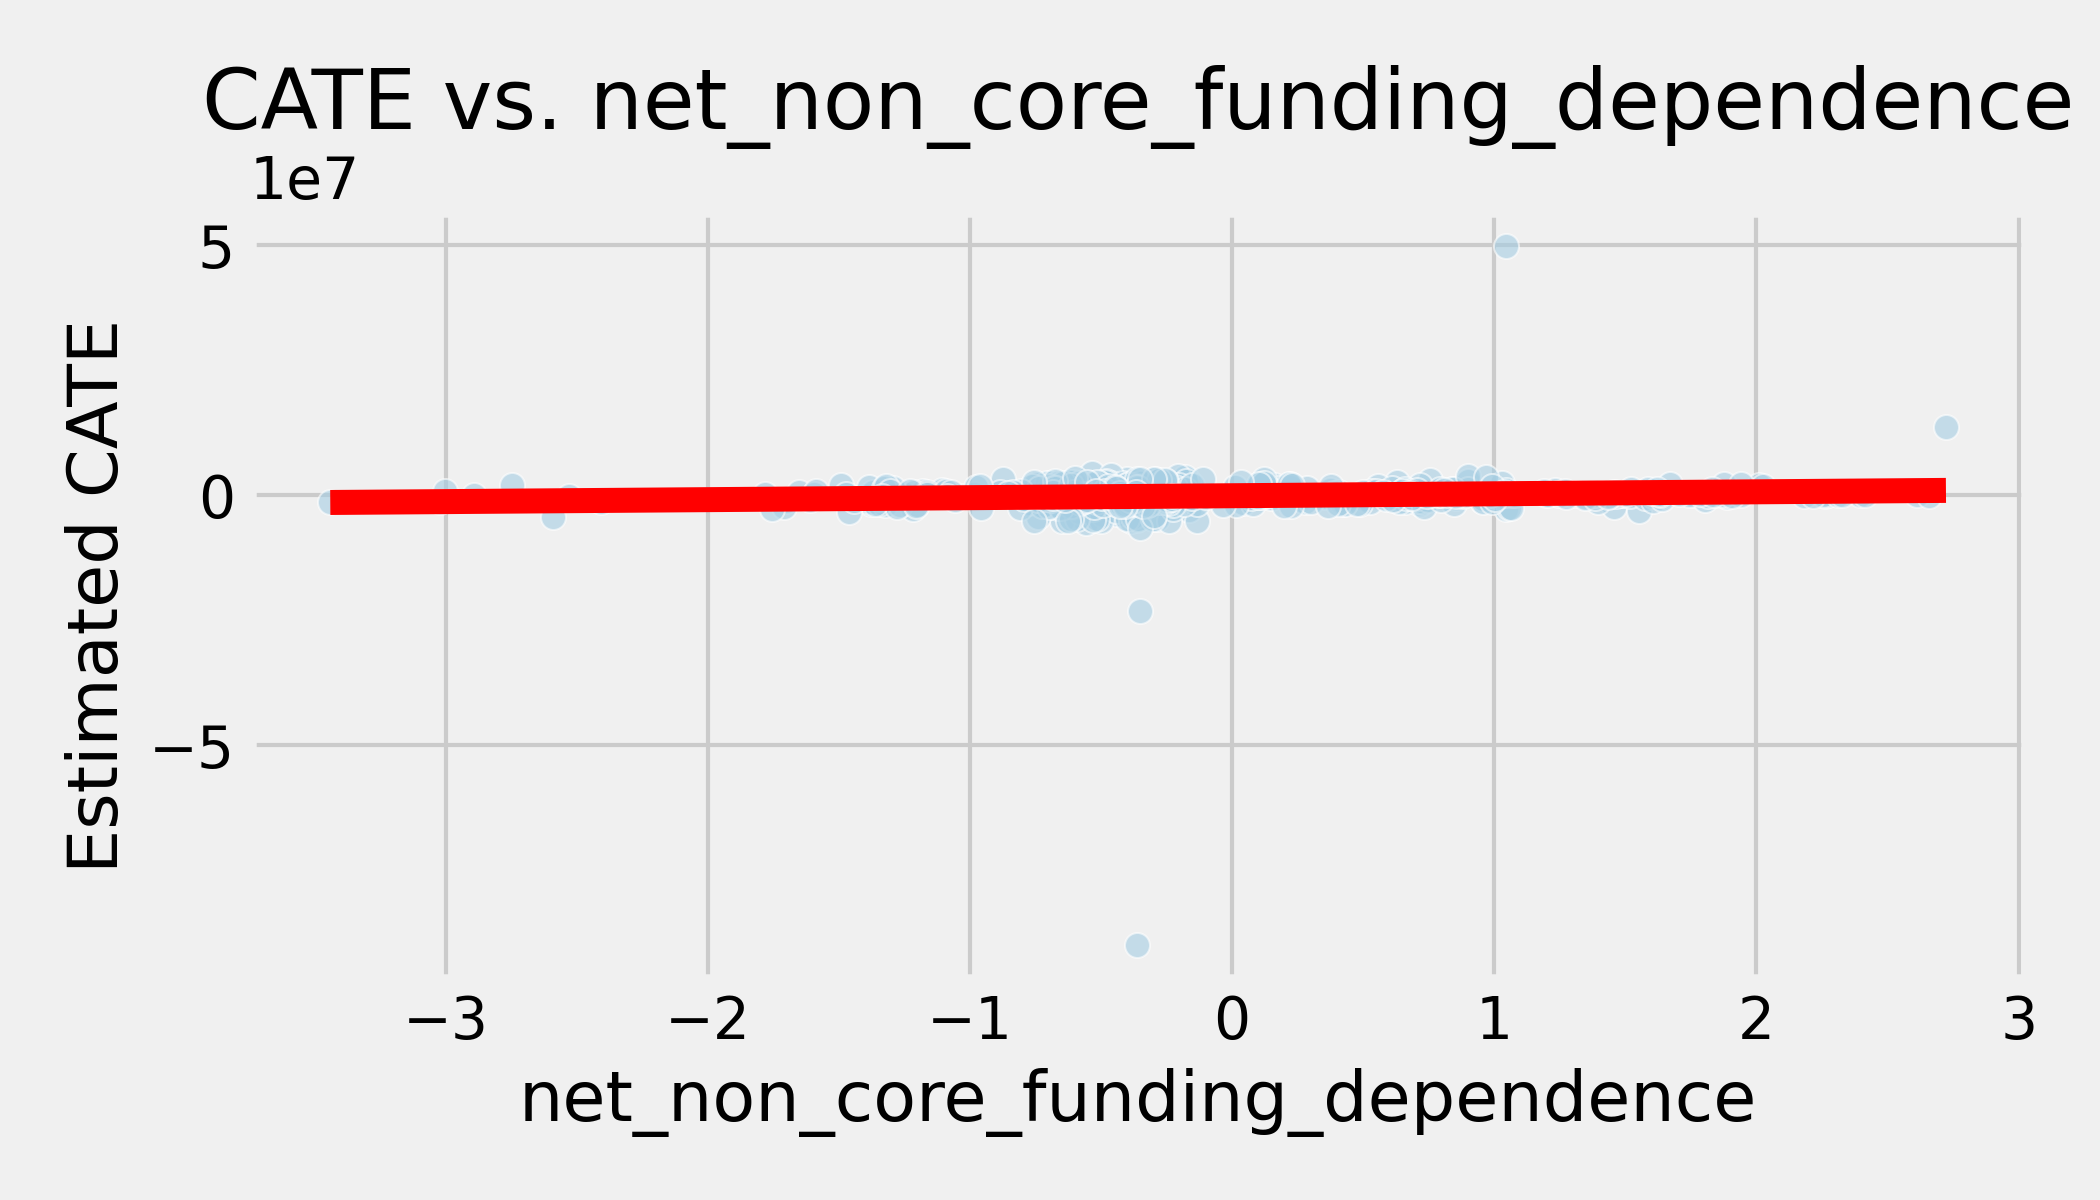 CATE vs. net_non_core_funding_dependence
1e7
5
0
−5
Estimated CATE
−3 −2 −1 0 1 2 3
net_non_core_funding_dependence